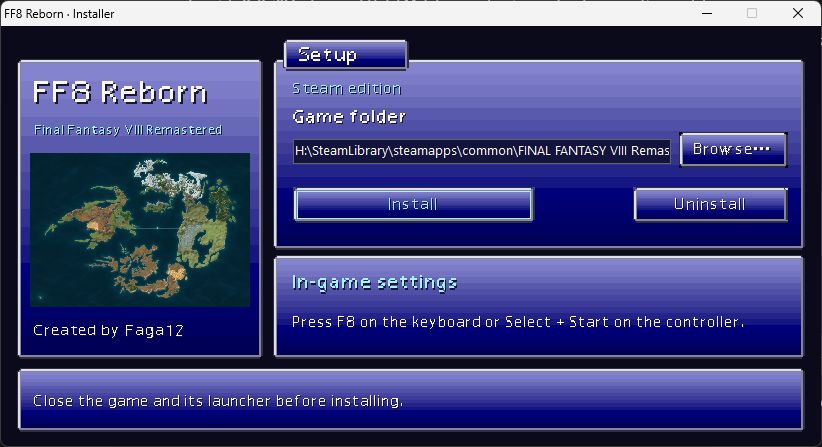 FF8 Reborn · Installer
FF8 Reborn
Final Fantasy VIII Remastered
Created by Faga12
Setup
Steam edition
Game folder
H:\SteamLibrary\steamapps\common\FINAL FANTASY VIII Remas
Browse...
Install
Uninstall
In-game settings
Press F8 on the keyboard or Select + Start on the controller.
Close the game and its launcher before installing.